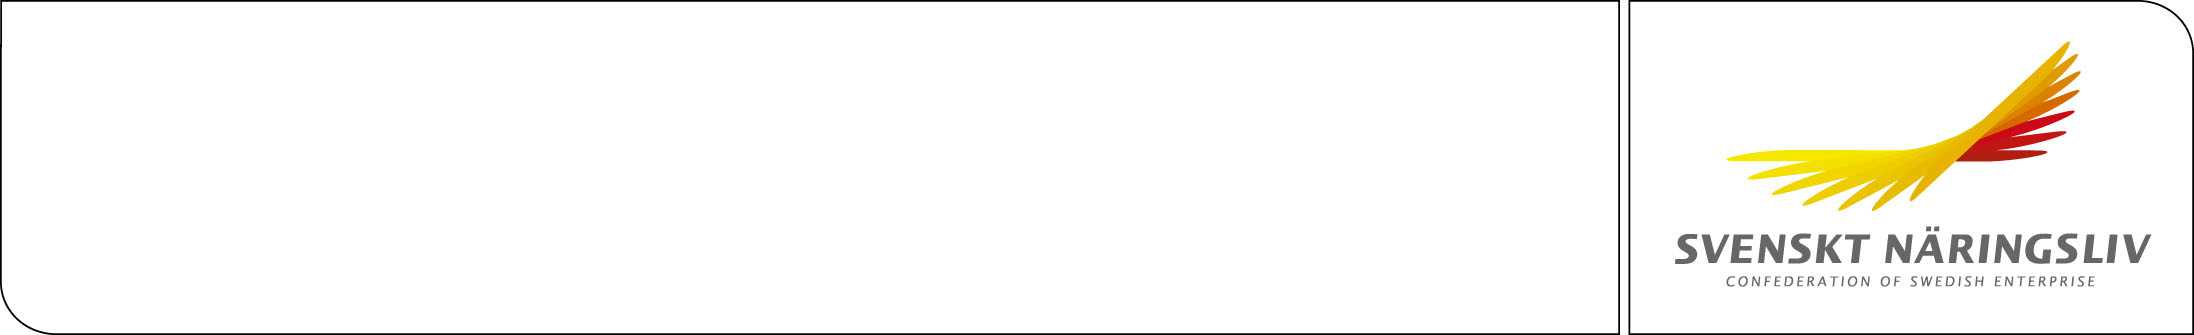 SVENSKT NÄRINGSLIV
CONFEDERATION OF SWEDISH ENTERPRISE